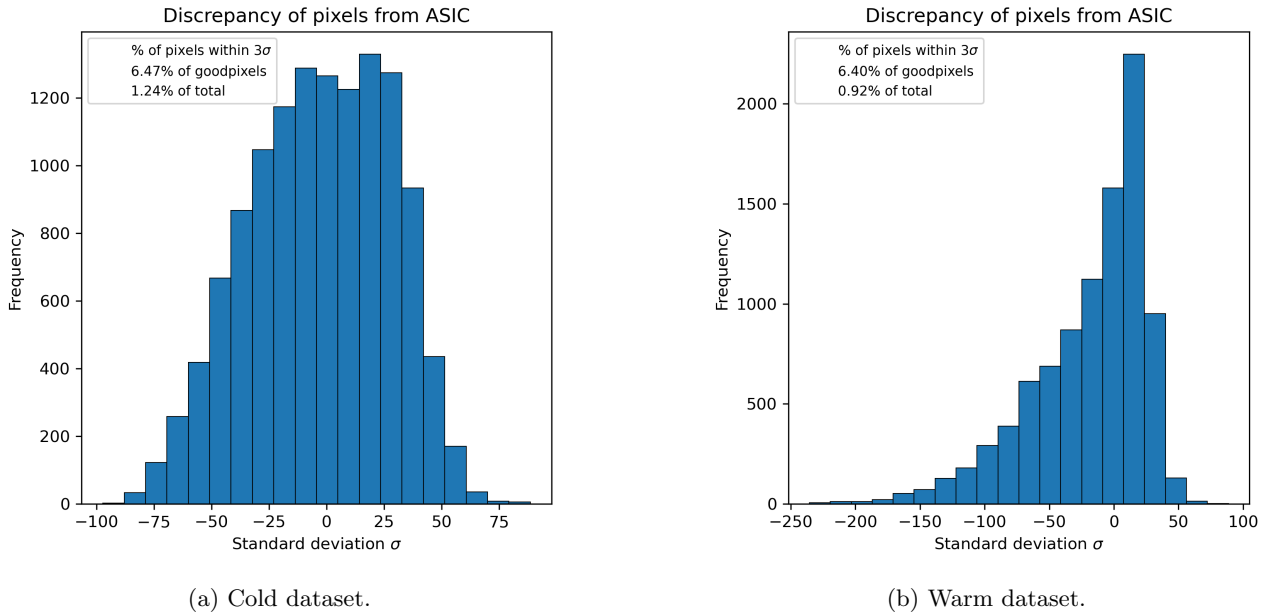 Discrepancy of pixels from ASIC
% of pixels within 3σ
6.47% of goodpixels
1.24% of total
Frequency
1200
1000
800
600
400
200
0
−100 −75 −50 −25 0 25 50 75
Standard deviation σ
(a) Cold dataset.
Discrepancy of pixels from ASIC
% of pixels within 3σ
6.40% of goodpixels
0.92% of total
Frequency
2000
1500
1000
500
0
−250 −200 −150 −100 −50 0 50 100
Standard deviation σ
(b) Warm dataset.